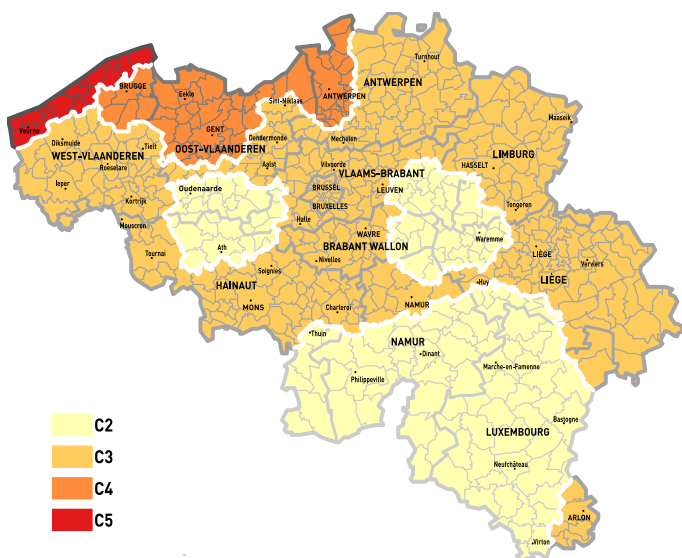 Turnhout
ANTWERPEN
BRUGGE
Eeklo
Sint-Niklaas
ANTWERPEN
Maaseik
Veurne
GENT
Diksmuide
Tielt
OOST-VLAANDEREN
Dendermonde
Mechelen
WEST-VLAANDEREN
Roeselare
Aalst
Vilvoorde
VLAAMS-BRABANT
HASSELT
LIMBURG
Ieper
Oudenaarde
BRUSSEL
LEUVEN
Kortrijk
BRUXELLES
Tongeren
Mouscron
Halle
WAVRE
Waremme
Ath
BRABANT WALLON
LIÈGE
Tournai
Soignies
Nivelles
Verviers
HAINAUT
Huy
LIÈGE
MONS
Charleroi
NAMUR
Thuin
NAMUR
Dinant
Marche-en-Famenne
Philippeville
C2
Bastogne
LUXEMBOURG
C3
Neufchâteau
C4
C5
ARLON
Virton